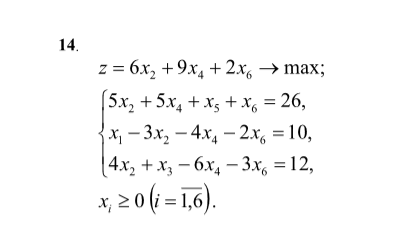 14.
z = 6x₂ + 9x₄ + 2x₆ → max;
5x₂ + 5x₄ + x₅ + x₆ = 26,
x₁ − 3x₂ − 4x₄ − 2x₆ = 10,
4x₂ + x₃ − 6x₄ − 3x₆ = 12,
xᵢ ≥ 0 (i = 1,6).